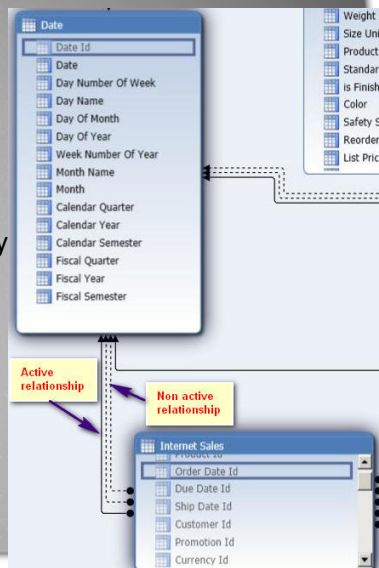 Date
Date Id
Date
Day Number Of Week
Day Name
Day Of Month
Day Of Year
Week Number Of Year
Month Name
Month
Calendar Quarter
Calendar Year
Calendar Semester
Fiscal Quarter
Fiscal Year
Fiscal Semester
Weight
Size Uni
Product
Standar
is Finish
Color
Safety S
Reorder
List Pric
y
Active
relationship
Non active
relationship
Internet Sales
Product Id
Order Date Id
Due Date Id
Ship Date Id
Customer Id
Promotion Id
Currency Id